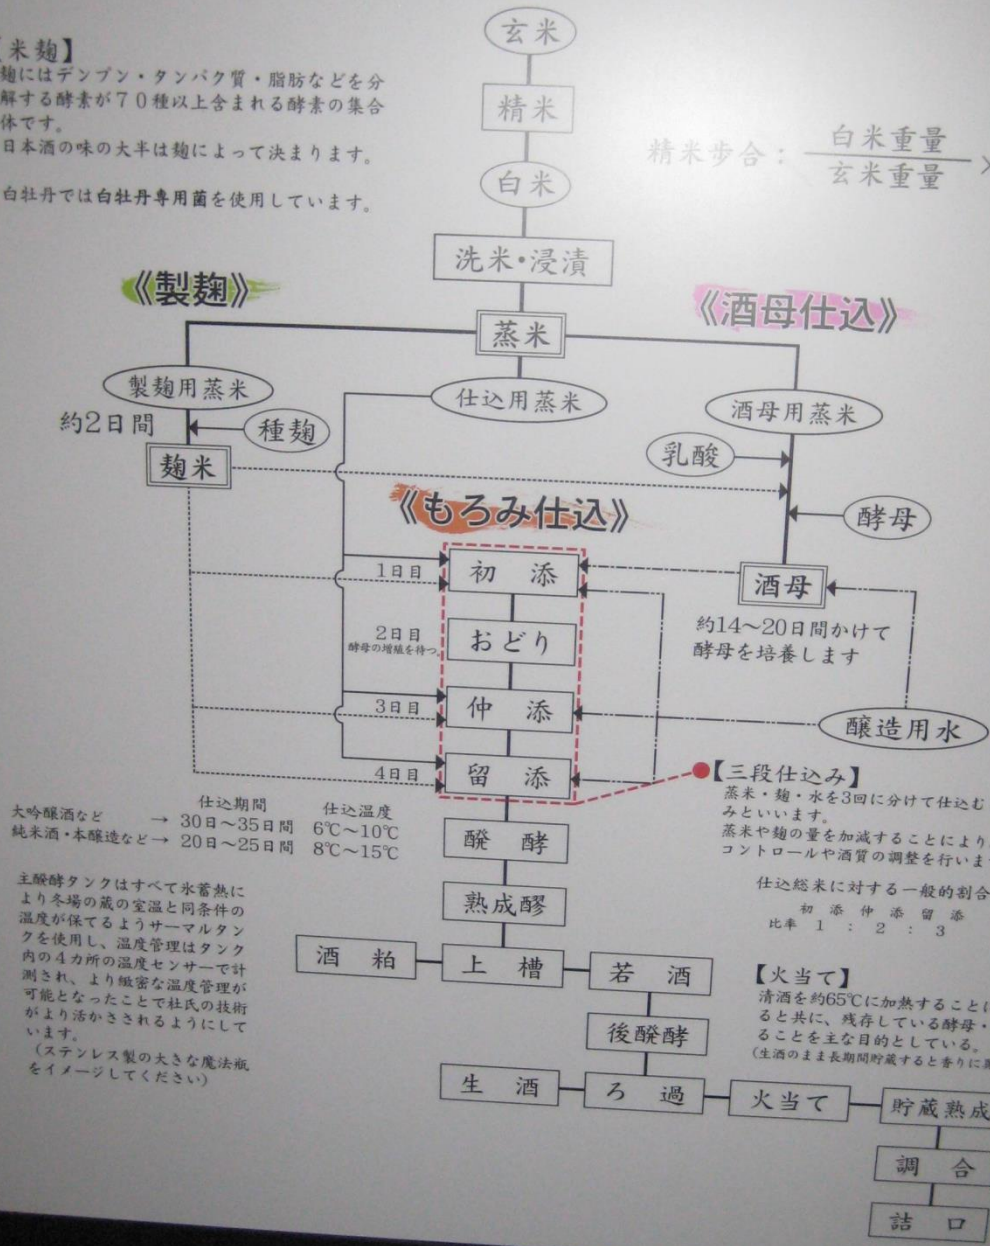 玄米
米麹】
麹にはデンプン・タンパク質・脂肪などを分
解する酵素が70種以上含まれる酵素の集合
体です。
日本酒の味の大半は麹によって決まります。
白牡丹では白牡丹専用菌を使用しています。
精米
精米歩合： 白米重量
玄米重量 ×
白米
洗米・浸漬
《製麹》
《酒母仕込》
蒸米
製麹用蒸米
仕込用蒸米
酒母用蒸米
約2日間
種麹
乳酸
麹米
《もろみ仕込》
酵母
1日目
初添
酒母
約14〜20日間かけて
酵母を培養します
2日目
酵母の増殖を待つ。
おどり
3日目
仲添
醸造用水
4日目
留添
【三段仕込み】
蒸米・麹・水を3回に分けて仕込む
みといいます。
蒸米や麹の量を加減することにより
コントロールや酒質の調整を行いま
仕込総米に対する一般的割合
初添 仲添 留添
比率 1 : 2 : 3
仕込期間 仕込温度
大吟醸酒など → 30日〜35日間 6℃〜10℃
純米酒・本醸造など→ 20日〜25日間 8℃〜15℃
醗酵
主醗酵タンクはすべて氷蓄熱に
より冬場の蔵の室温と同条件の
温度が保てるようサーマルタン
クを使用し、温度管理はタンク
内の4カ所の温度センサーで計
測され、より緻密な温度管理が
可能となったことで杜氏の技術
がより活かさされるようにして
います。
（ステンレス製の大きな魔法瓶
をイメージしてください）
熟成醪
酒粕
上槽
若酒
【火当て】
清酒を約65℃に加熱することに
ると共に、残存している酵母・
ることを主な目的としている。
（生酒のまま長期間貯蔵すると香りに
後醗酵
生酒
ろ過
火当て
貯蔵熟成
調合
詰口